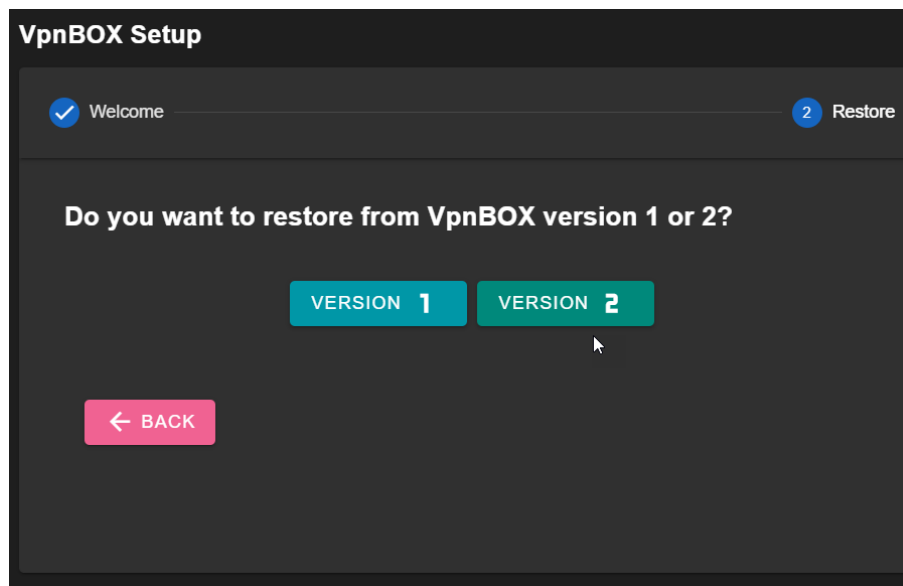 VpnBOX Setup
Welcome
2 Restore
Do you want to restore from VpnBOX version 1 or 2?
VERSION 1 VERSION 2
BACK